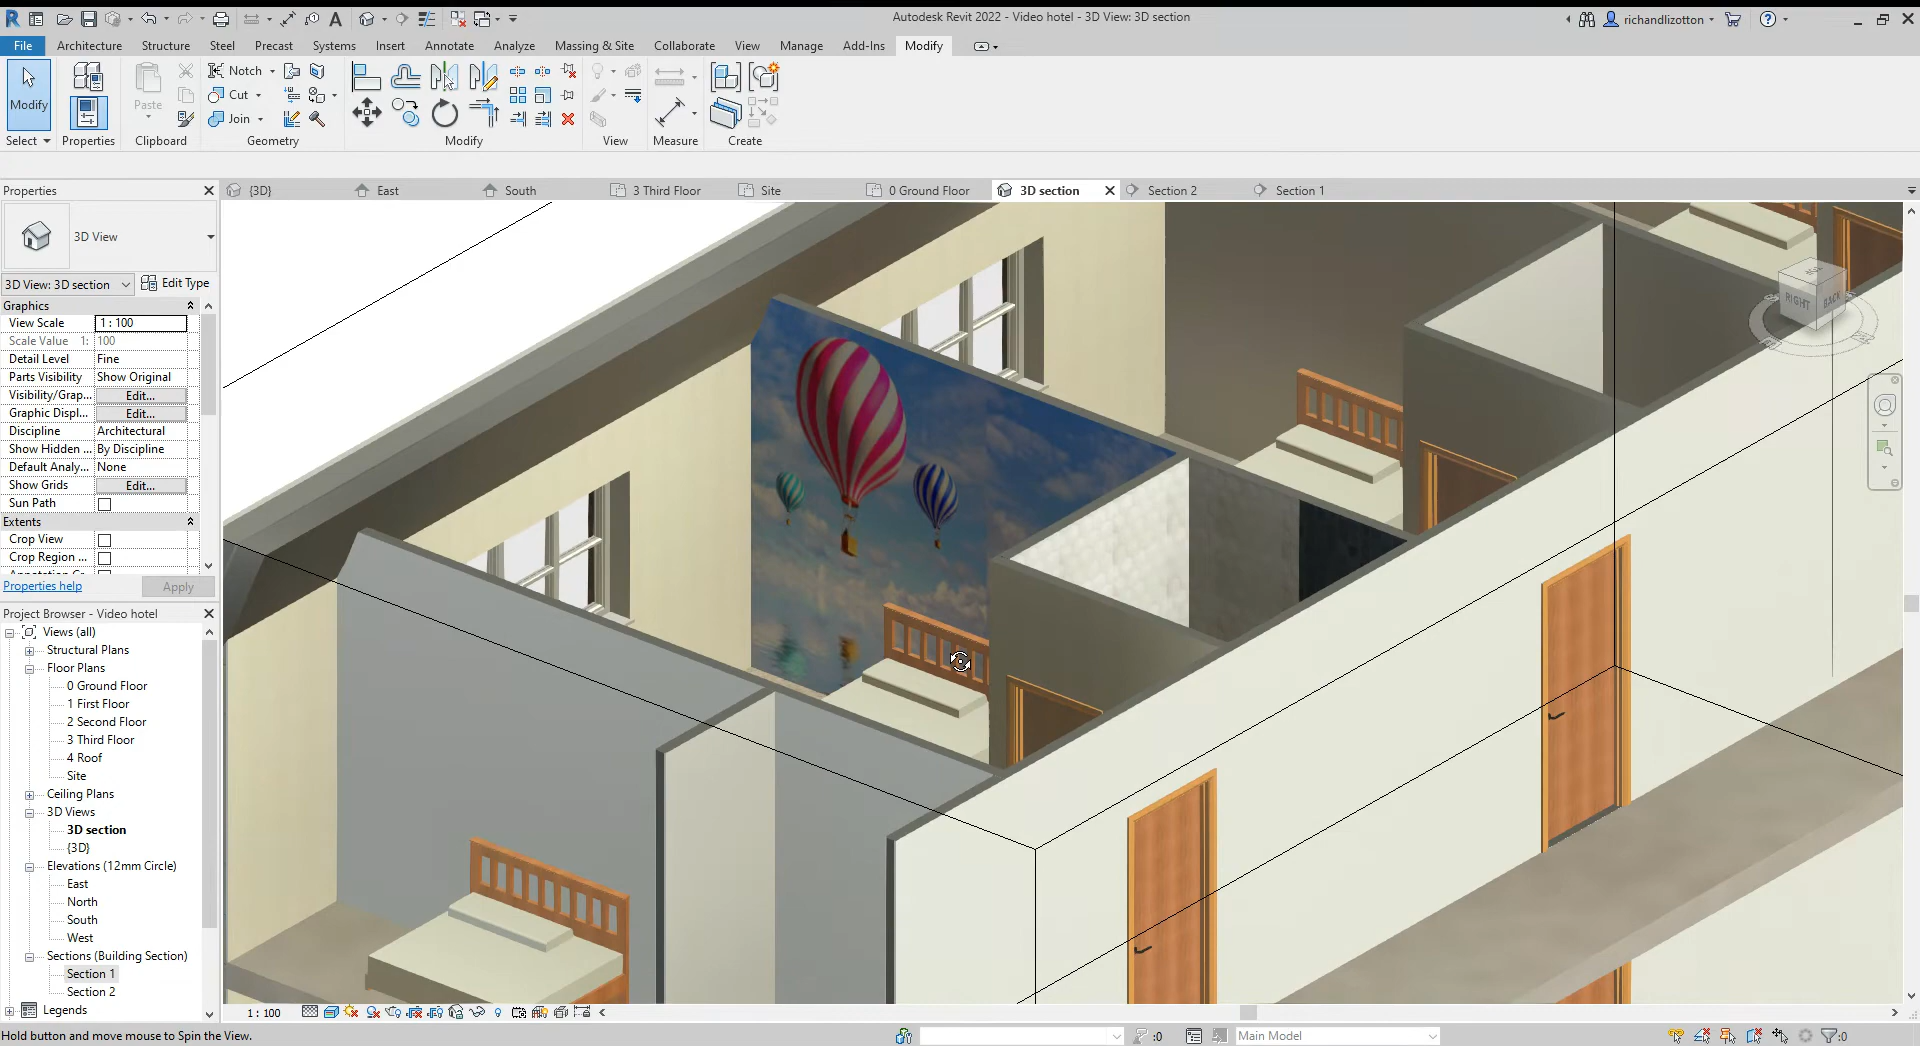 Autodesk Revit 2022 - Video hotel - 3D View: 3D section
richandlizotton
File Architecture Structure Steel Precast Systems Insert Annotate Analyze Massing & Site Collaborate View Manage Add-Ins Modify
Modify
Paste
Notch
Cut
Join
Select Properties Clipboard Geometry Modify View Measure Create
Properties
{3D} East South 3 Third Floor Site 0 Ground Floor 3D section Section 2 Section 1
3D View
3D View: 3D section Edit Type
Graphics
View Scale 1 : 100
Scale Value 1: 100
Detail Level Fine
Parts Visibility Show Original
Visibility/Grap... Edit...
Graphic Displ... Edit...
Discipline Architectural
Show Hidden ... By Discipline
Default Analy... None
Show Grids Edit...
Sun Path
Extents
Crop View
Crop Region ...
Properties help Apply
Project Browser - Video hotel
Views (all)
Structural Plans
Floor Plans
0 Ground Floor
1 First Floor
2 Second Floor
3 Third Floor
4 Roof
Site
Ceiling Plans
3D Views
3D section
{3D}
Elevations (12mm Circle)
East
North
South
West
Sections (Building Section)
Section 1
Section 2
Legends
TOP
RIGHT BACK
1 : 100
Hold button and move mouse to Spin the View.
:0 Main Model :0